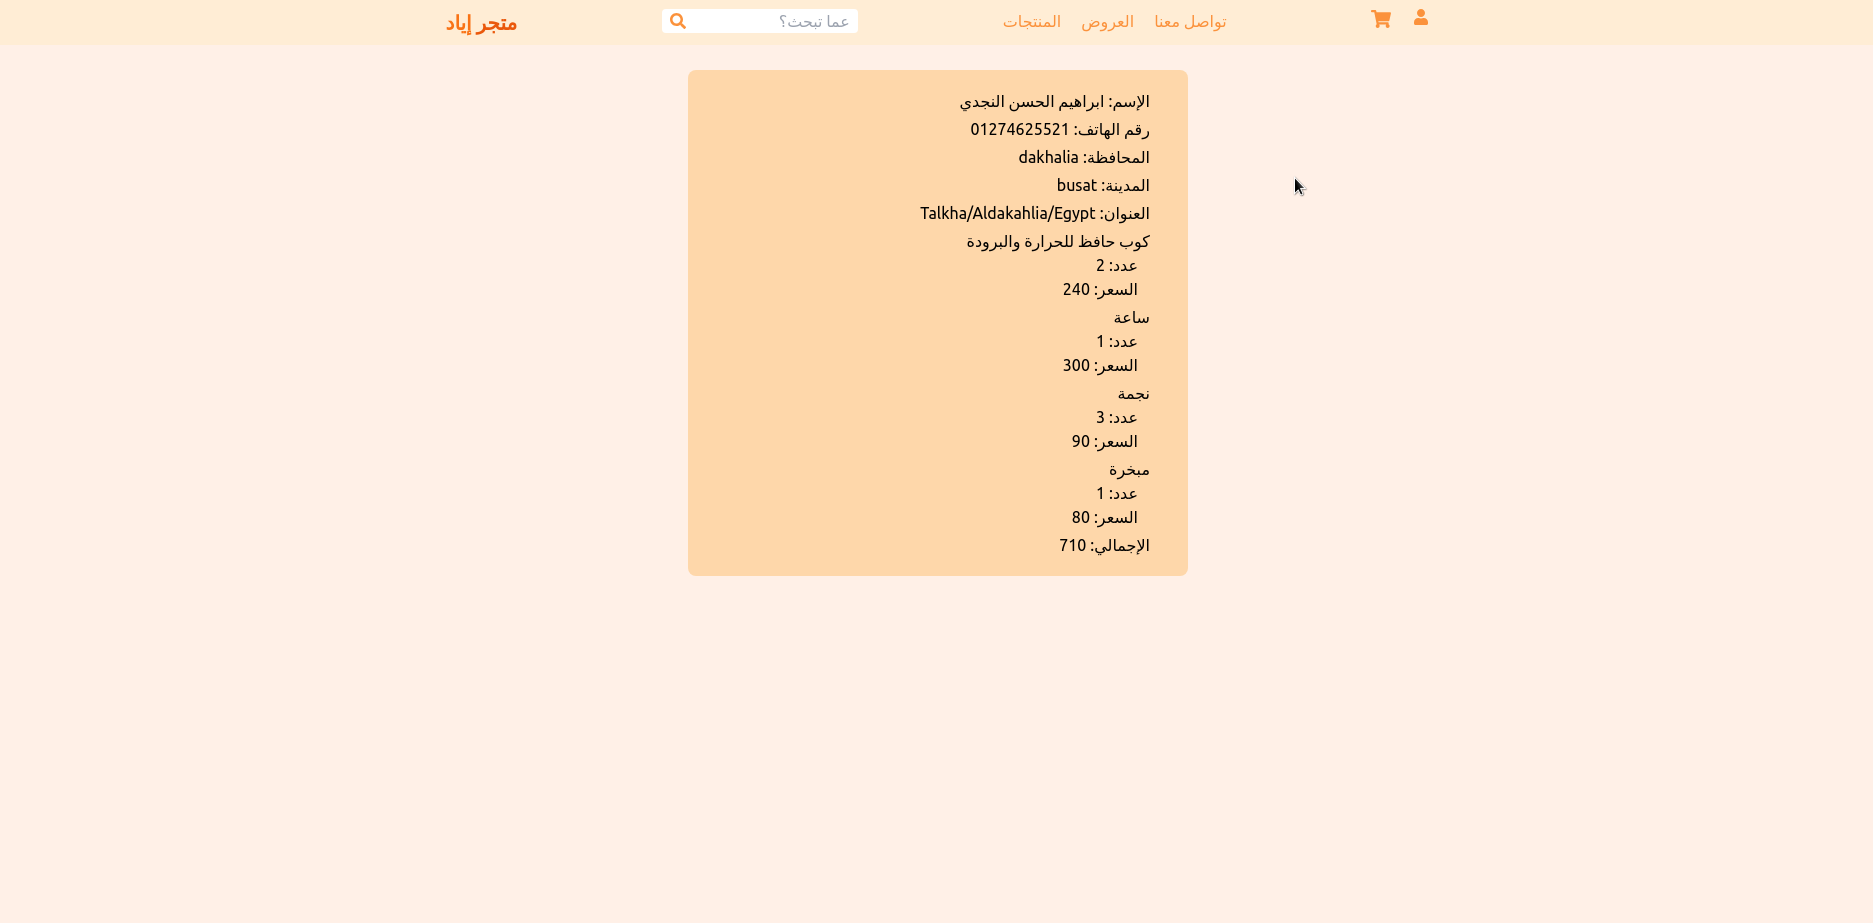 متجر إياد
عما تبحث؟
المنتجات
العروض
تواصل معنا
الإسم: ابراهيم الحسن النجدي
رقم الهاتف: 01274625521
المحافظة: dakhalia
المدينة: busat
العنوان: Talkha/Aldakahlia/Egypt
كوب حافظ للحرارة والبرودة
عدد: 2
السعر: 240
ساعة
عدد: 1
السعر: 300
نجمة
عدد: 3
السعر: 90
مبخرة
عدد: 1
السعر: 80
الإجمالي: 710